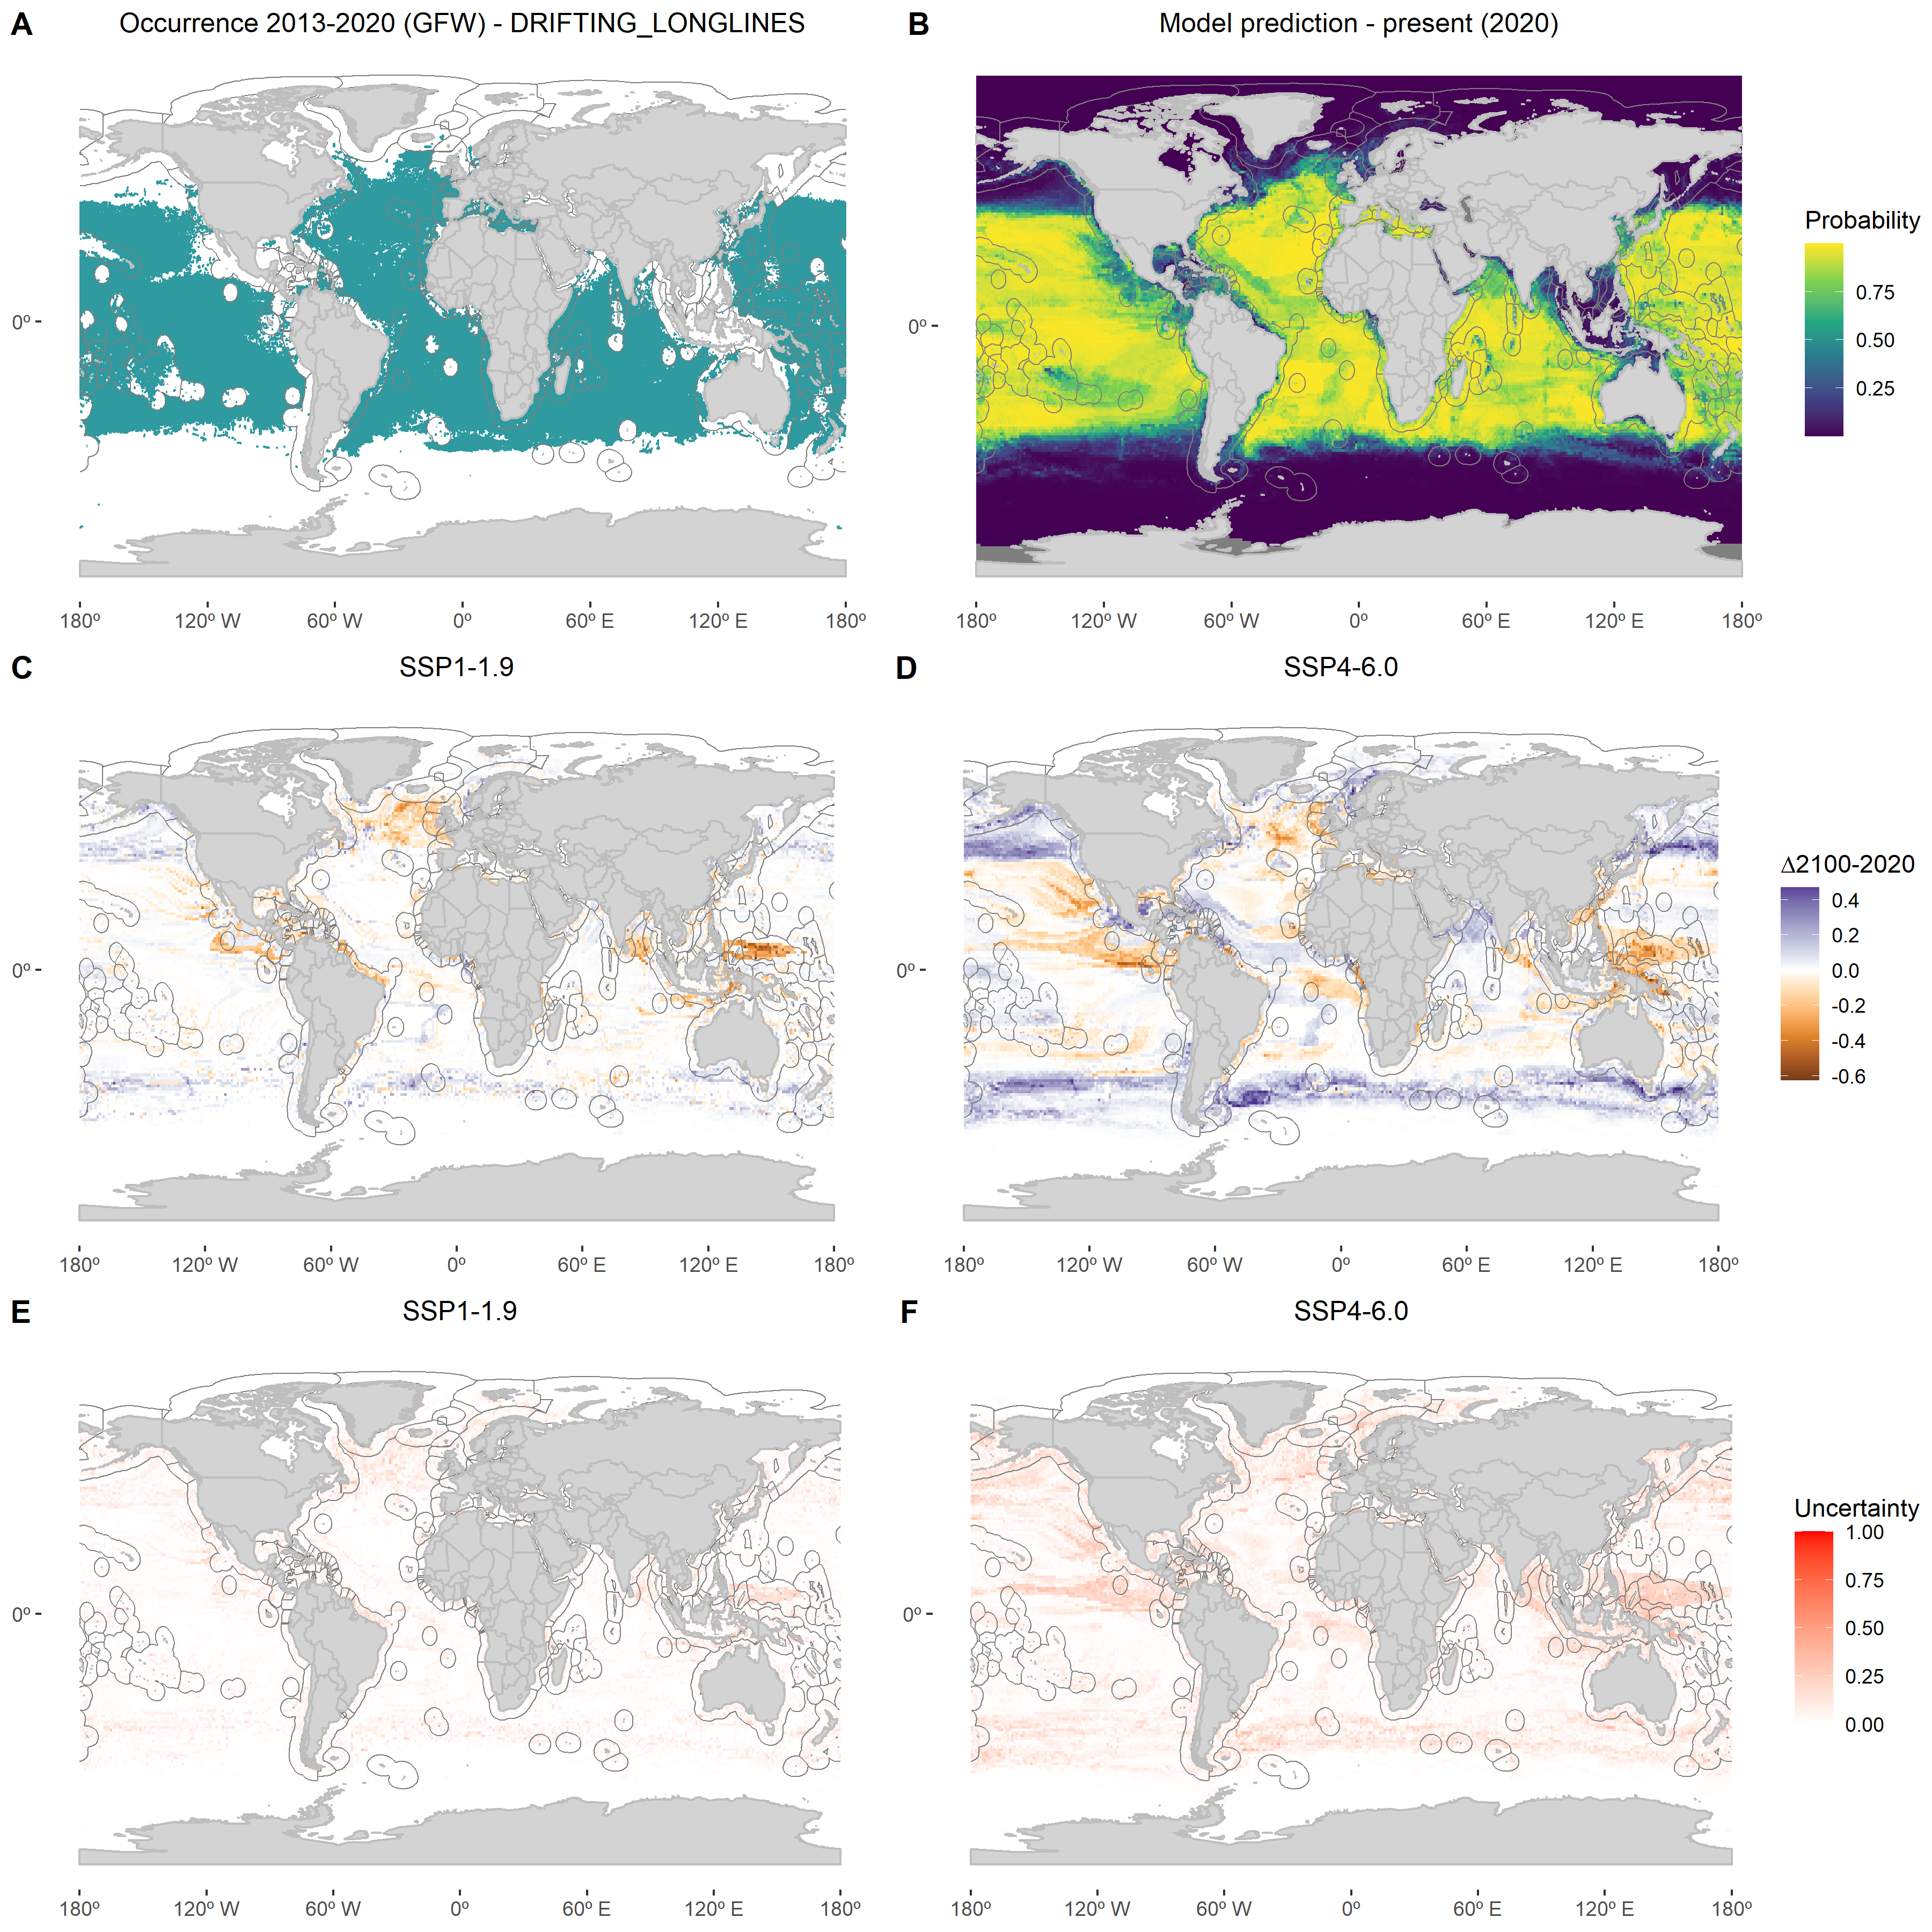 A Occurrence 2013-2020 (GFW) - DRIFTING_LONGLINES
0º
180º 120º W 60º W 0º 60º E 120º E 180º
B Model prediction - present (2020)
0º
180º 120º W 60º W 0º 60º E 120º E 180º
Probability
0.75
0.50
0.25
C SSP1-1.9
0º
180º 120º W 60º W 0º 60º E 120º E 180º
D SSP4-6.0
0º
180º 120º W 60º W 0º 60º E 120º E 180º
Δ2100-2020
0.4
0.2
0.0
-0.2
-0.4
-0.6
E SSP1-1.9
0º
180º 120º W 60º W 0º 60º E 120º E 180º
F SSP4-6.0
0º
180º 120º W 60º W 0º 60º E 120º E 180º
Uncertainty
1.00
0.75
0.50
0.25
0.00